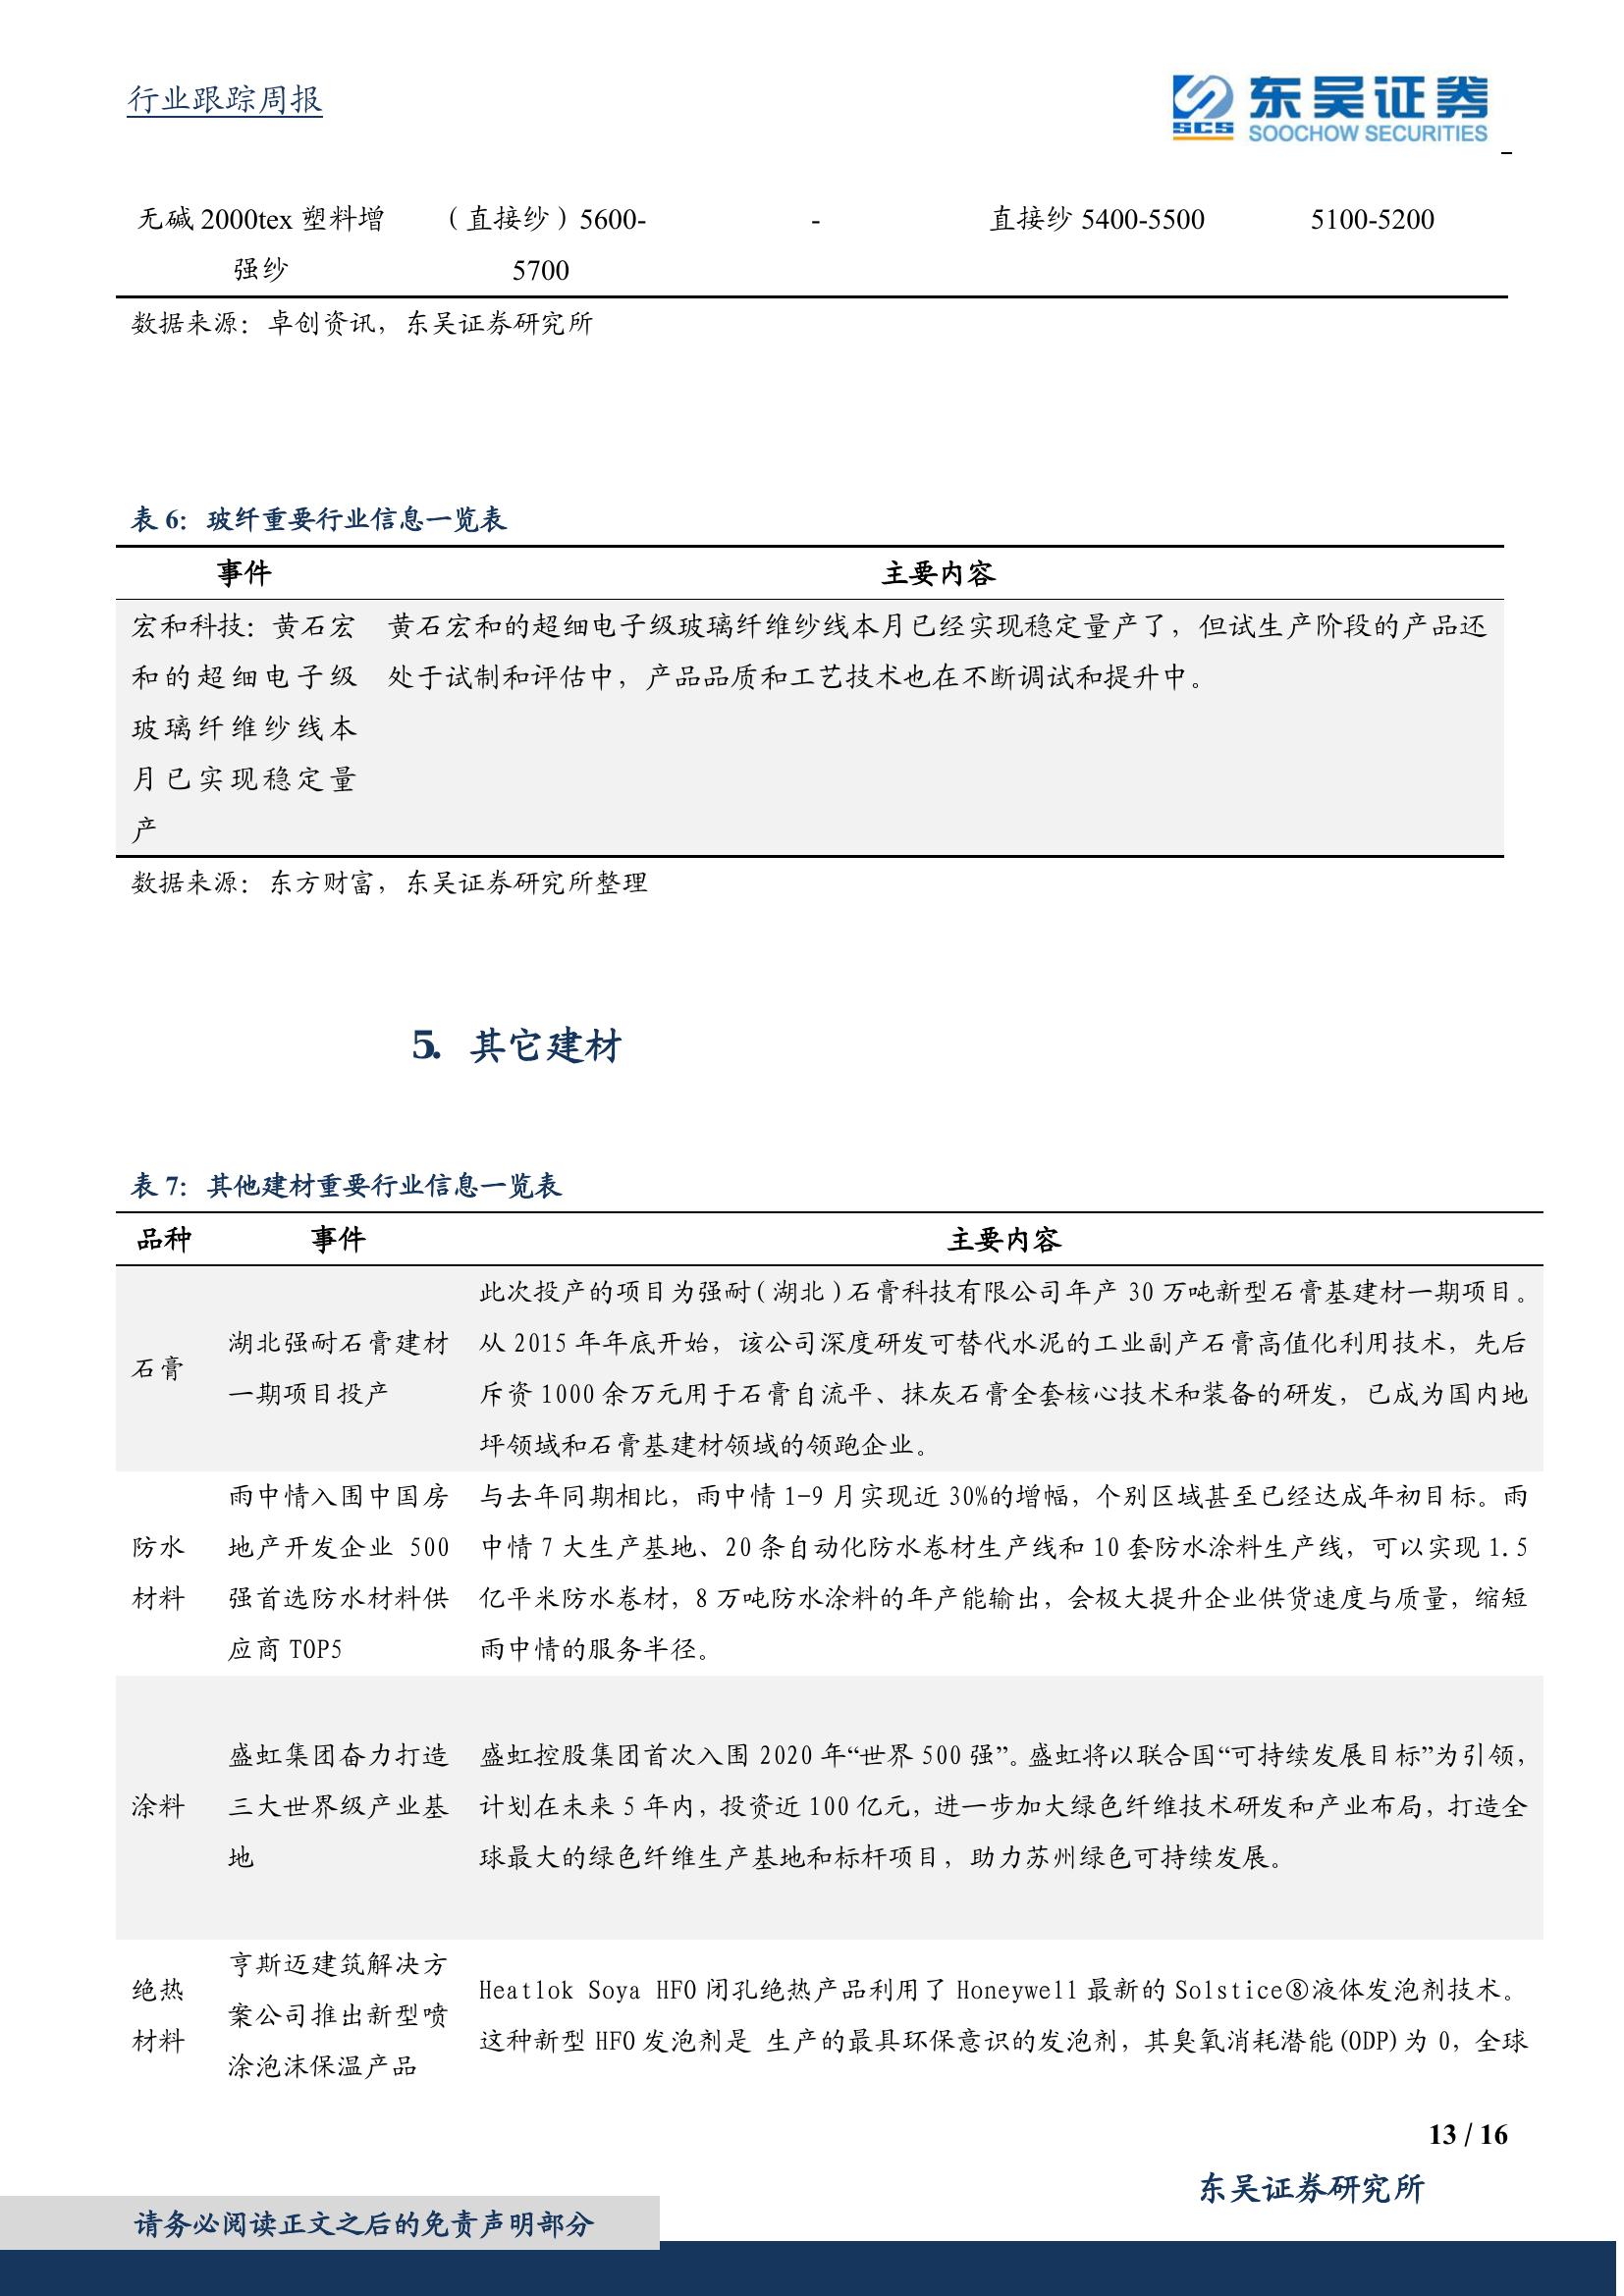 行业跟踪周报
SCS
东吴证券
SOOCHOW SECURITIES
无碱 2000tex 塑料增 （直接纱）5600- - 直接纱 5400-5500 5100-5200
强纱 5700
数据来源：卓创资讯，东吴证券研究所
表 6：玻纤重要行业信息一览表
事件 主要内容
宏和科技：黄石宏 黄石宏和的超细电子级玻璃纤维纱线本月已经实现稳定量产了，但试生产阶段的产品还
和的超细电子级 处于试制和评估中，产品品质和工艺技术也在不断调试和提升中。
玻璃纤维纱线本
月已实现稳定量
产
数据来源：东方财富，东吴证券研究所整理
5. 其它建材
表 7：其他建材重要行业信息一览表
品种 事件 主要内容
石膏
湖北强耐石膏建材
一期项目投产
此次投产的项目为强耐(湖北)石膏科技有限公司年产 30 万吨新型石膏基建材一期项目。
从 2015 年年底开始，该公司深度研发可替代水泥的工业副产石膏高值化利用技术，先后
斥资 1000 余万元用于石膏自流平、抹灰石膏全套核心技术和装备的研发，已成为国内地
坪领域和石膏基建材领域的领跑企业。
防水
材料
雨中情入围中国房
地产开发企业 500
强首选防水材料供
应商 TOP5
与去年同期相比，雨中情 1-9 月实现近 30%的增幅，个别区域甚至已经达成年初目标。雨
中情 7 大生产基地、20 条自动化防水卷材生产线和 10 套防水涂料生产线，可以实现 1.5
亿平米防水卷材，8 万吨防水涂料的年产能输出，会极大提升企业供货速度与质量，缩短
雨中情的服务半径。
涂料
盛虹集团奋力打造
三大世界级产业基
地
盛虹控股集团首次入围 2020 年“世界 500 强”。盛虹将以联合国“可持续发展目标”为引领，
计划在未来 5 年内，投资近 100 亿元，进一步加大绿色纤维技术研发和产业布局，打造全
球最大的绿色纤维生产基地和标杆项目，助力苏州绿色可持续发展。
绝热
材料
亨斯迈建筑解决方
案公司推出新型喷
涂泡沫保温产品
Heatlok Soya HFO 闭孔绝热产品利用了 Honeywell 最新的 Solstice⑧液体发泡剂技术。
这种新型 HFO 发泡剂是 生产的最具环保意识的发泡剂，其臭氧消耗潜能(ODP)为 0，全球
13 / 16
东吴证券研究所
请务必阅读正文之后的免责声明部分